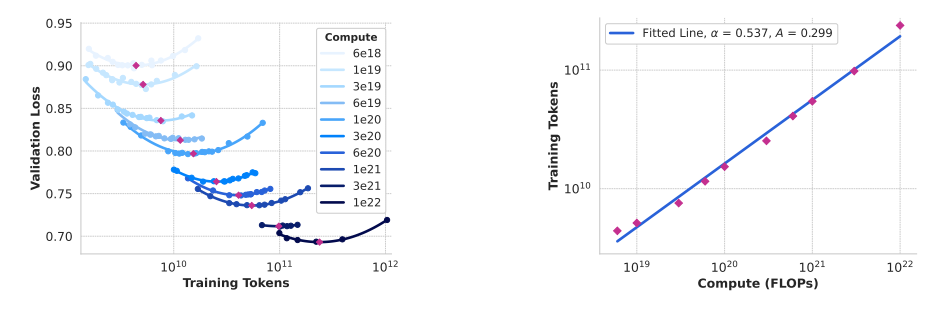 0.95
0.90
0.85
0.80
0.75
0.70
Validation Loss
10^10
10^11
10^12
Training Tokens
Compute
6e18
1e19
3e19
6e19
1e20
3e20
6e20
1e21
3e21
1e22
Fitted Line, α = 0.537, A = 0.299
10^11
10^10
Training Tokens
10^19
10^20
10^21
10^22
Compute (FLOPs)